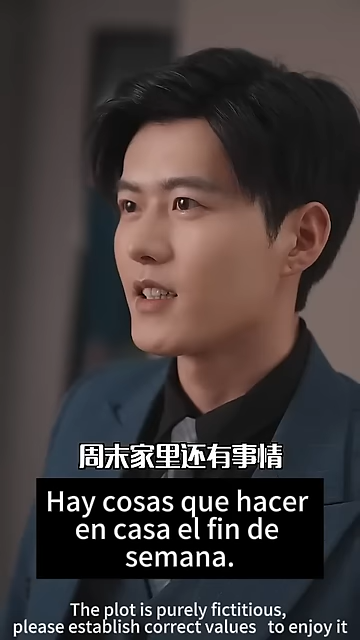 周末家里还有事情
Hay cosas que hacer
en casa el fin de
semana.
The plot is purely fictitious,
please establish correct values to enjoy it